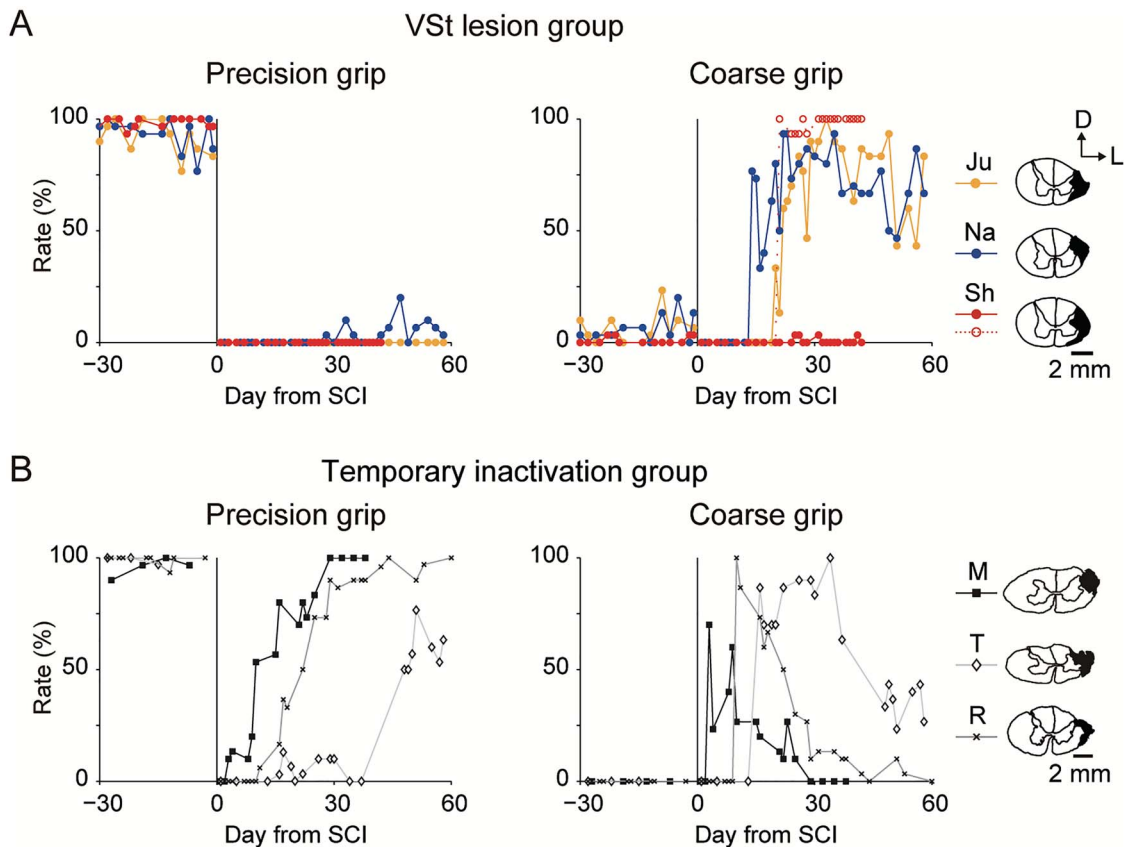 A
VSt lesion group
Precision grip
Coarse grip
100
50
0
Rate (%)
−30
0
30
60
Day from SCI
100
50
0
−30
0
30
60
Day from SCI
D
L
Ju
Na
Sh
2 mm
B
Temporary inactivation group
Precision grip
Coarse grip
100
50
0
Rate (%)
−30
0
30
60
Day from SCI
100
50
0
−30
0
30
60
Day from SCI
M
T
R
2 mm